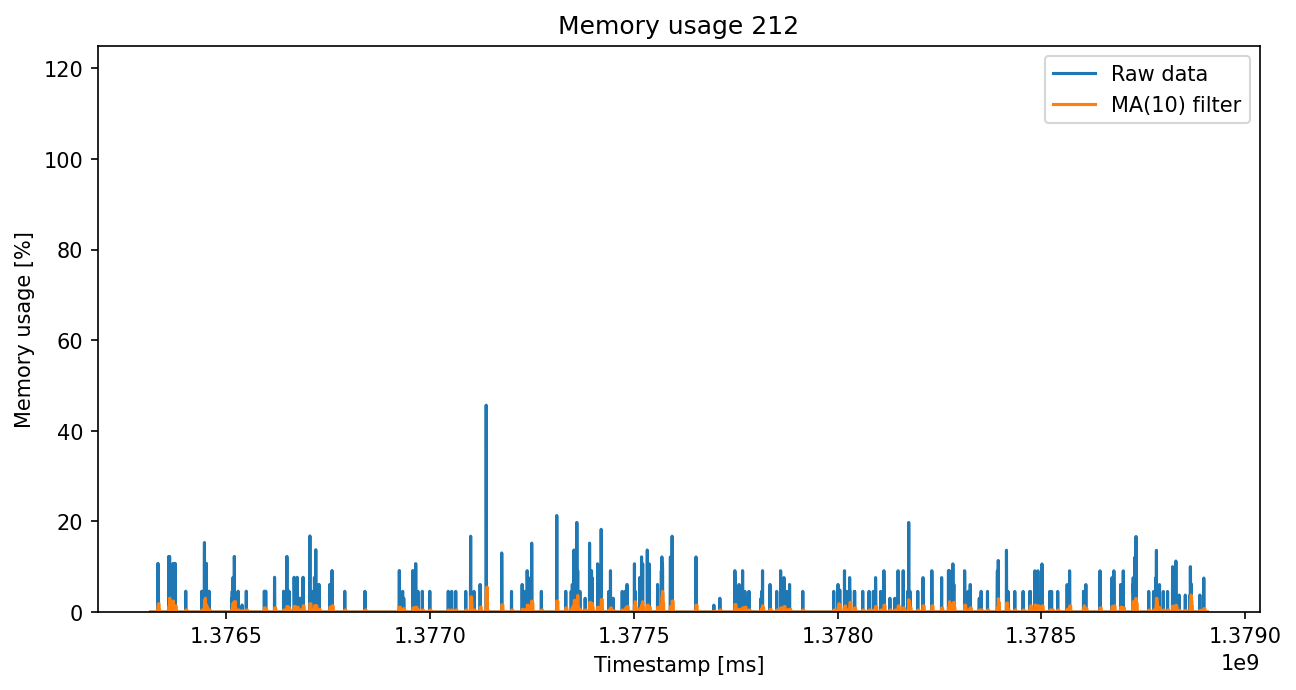 Memory usage 212
Raw data
MA(10) filter
Memory usage [%]
120
100
80
60
40
20
0
1.3765 1.3770 1.3775 1.3780 1.3785 1.3790
1e9
Timestamp [ms]